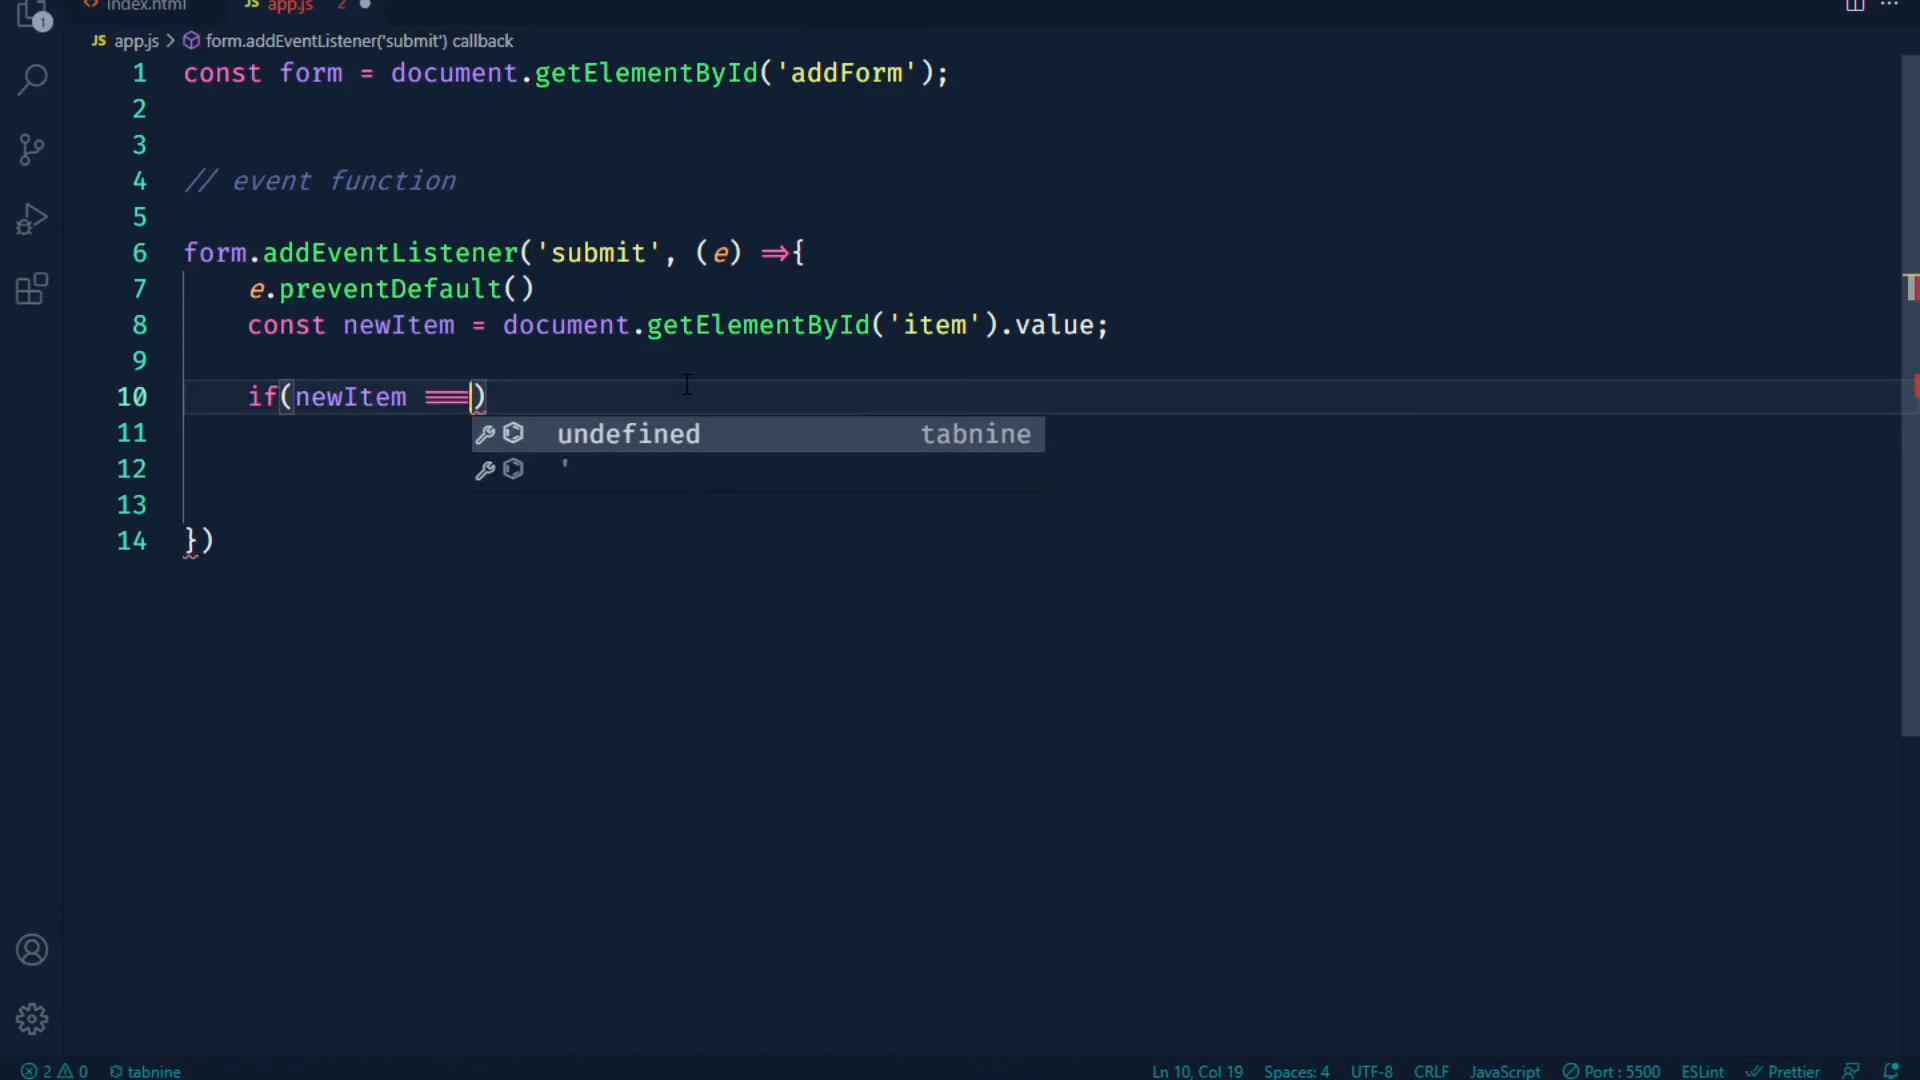 1
index.html
JS app.js 2
JS app.js > form.addEventListener('submit') callback
1 const form = document.getElementById('addForm');
2
3
4 // event function
5
6 form.addEventListener('submit', (e) =>{
7 e.preventDefault()
8 const newItem = document.getElementById('item').value;
9
10 if(newItem ===)
undefined tabnine
'
11
12
13
14 })
2 0 tabnine Ln 10, Col 19 Spaces: 4 UTF-8 CRLF JavaScript Port : 5500 ESLint Prettier